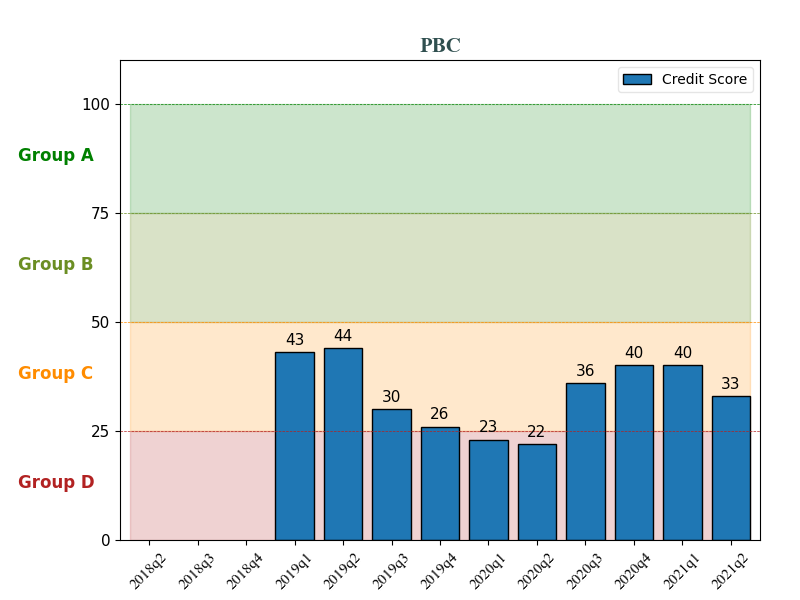 PBC
Credit Score
100
Group A
75
Group B
50
43
44
30
26
23
22
36
40
40
33
Group C
25
Group D
0
2018q2
2018q3
2018q4
2019q1
2019q2
2019q3
2019q4
2020q1
2020q2
2020q3
2020q4
2021q1
2021q2